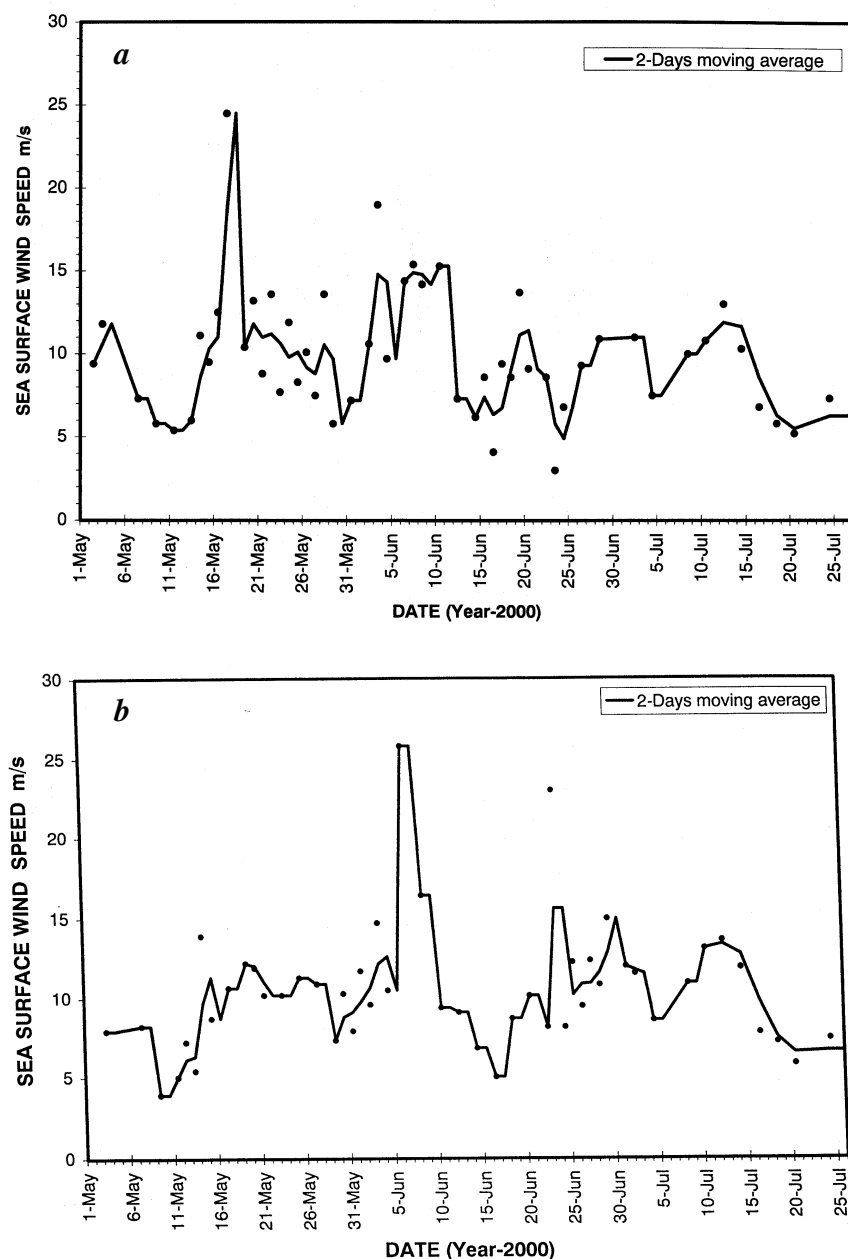 a
2-Days moving average
SEA SURFACE WIND SPEED m/s
30
25
20
15
10
5
0
1-May
6-May
11-May
16-May
21-May
26-May
31-May
5-Jun
10-Jun
15-Jun
20-Jun
25-Jun
30-Jun
5-Jul
10-Jul
15-Jul
20-Jul
25-Jul
DATE (Year-2000)
b
2-Days moving average
SEA SURFACE WIND SPEED m/s
30
25
20
15
10
5
0
1-May
6-May
11-May
16-May
21-May
26-May
31-May
5-Jun
10-Jun
15-Jun
20-Jun
25-Jun
30-Jun
5-Jul
10-Jul
15-Jul
20-Jul
25-Jul
DATE (Year-2000)